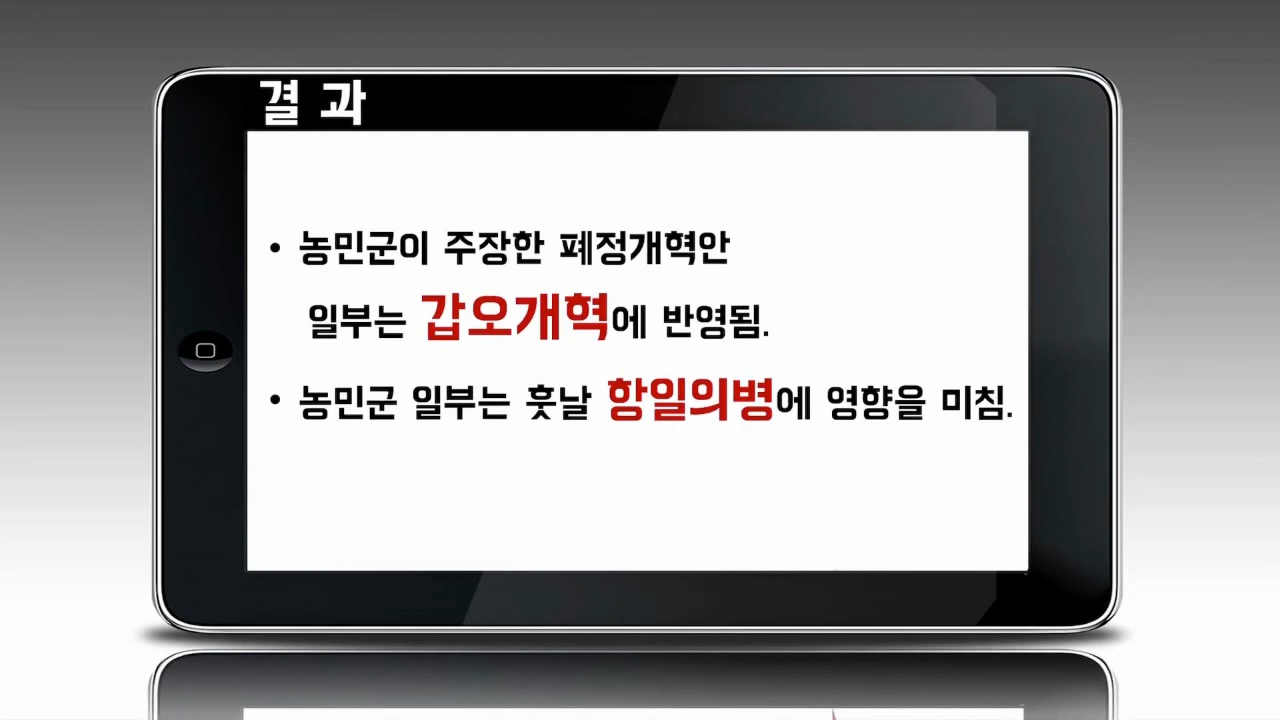 결 과
• 농민군이 주장한 폐정개혁안
일부는 갑오개혁에 반영됨.
• 농민군 일부는 훗날 항일의병에 영향을 미침.